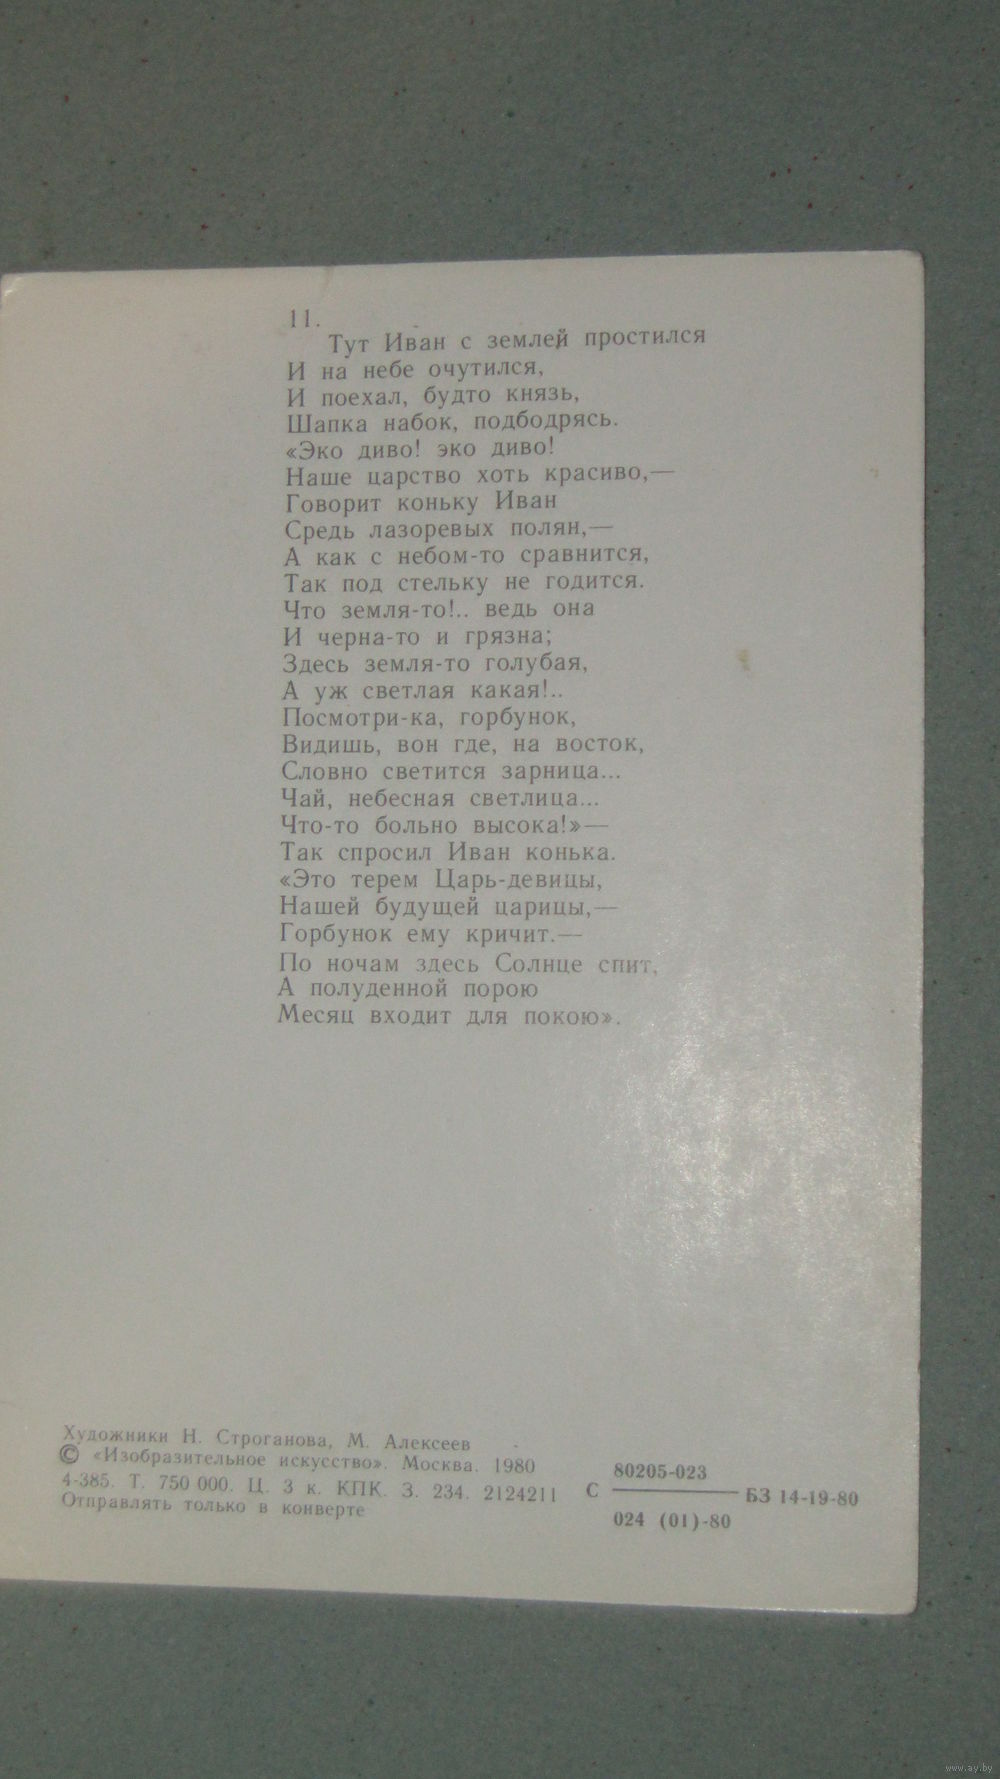 11.
Тут Иван с землей простился
И на небе очутился,
И поехал, будто князь,
Шапка набок, подбодрясь.
«Эко диво! эко диво!
Наше царство хоть красиво,—
Говорит коньку Иван
Средь лазоревых полян,—
А как с небом-то сравнится,
Так под стельку не годится.
Что земля-то!.. ведь она
И черна-то и грязна;
Здесь земля-то голубая,
А уж светлая какая!..
Посмотри-ка, горбунок,
Видишь, вон где, на восток,
Словно светится зарница...
Чай, небесная светлица...
Что-то больно высока!»—
Так спросил Иван конька.
«Это терем Царь-девицы,
Нашей будущей царицы,—
Горбунок ему кричит.—
По ночам здесь Солнце спит,
А полуденной порою
Месяц входит для покою».
Художники Н. Строганова, М. Алексеев
© «Изобразительное искусство». Москва. 1980
4-385. Т. 750 000. Ц. 3 к. КПК. З. 234. 2124211
Отправлять только в конверте
80205-023
С БЗ 14-19-80
024 (01)-80
www.ay.by